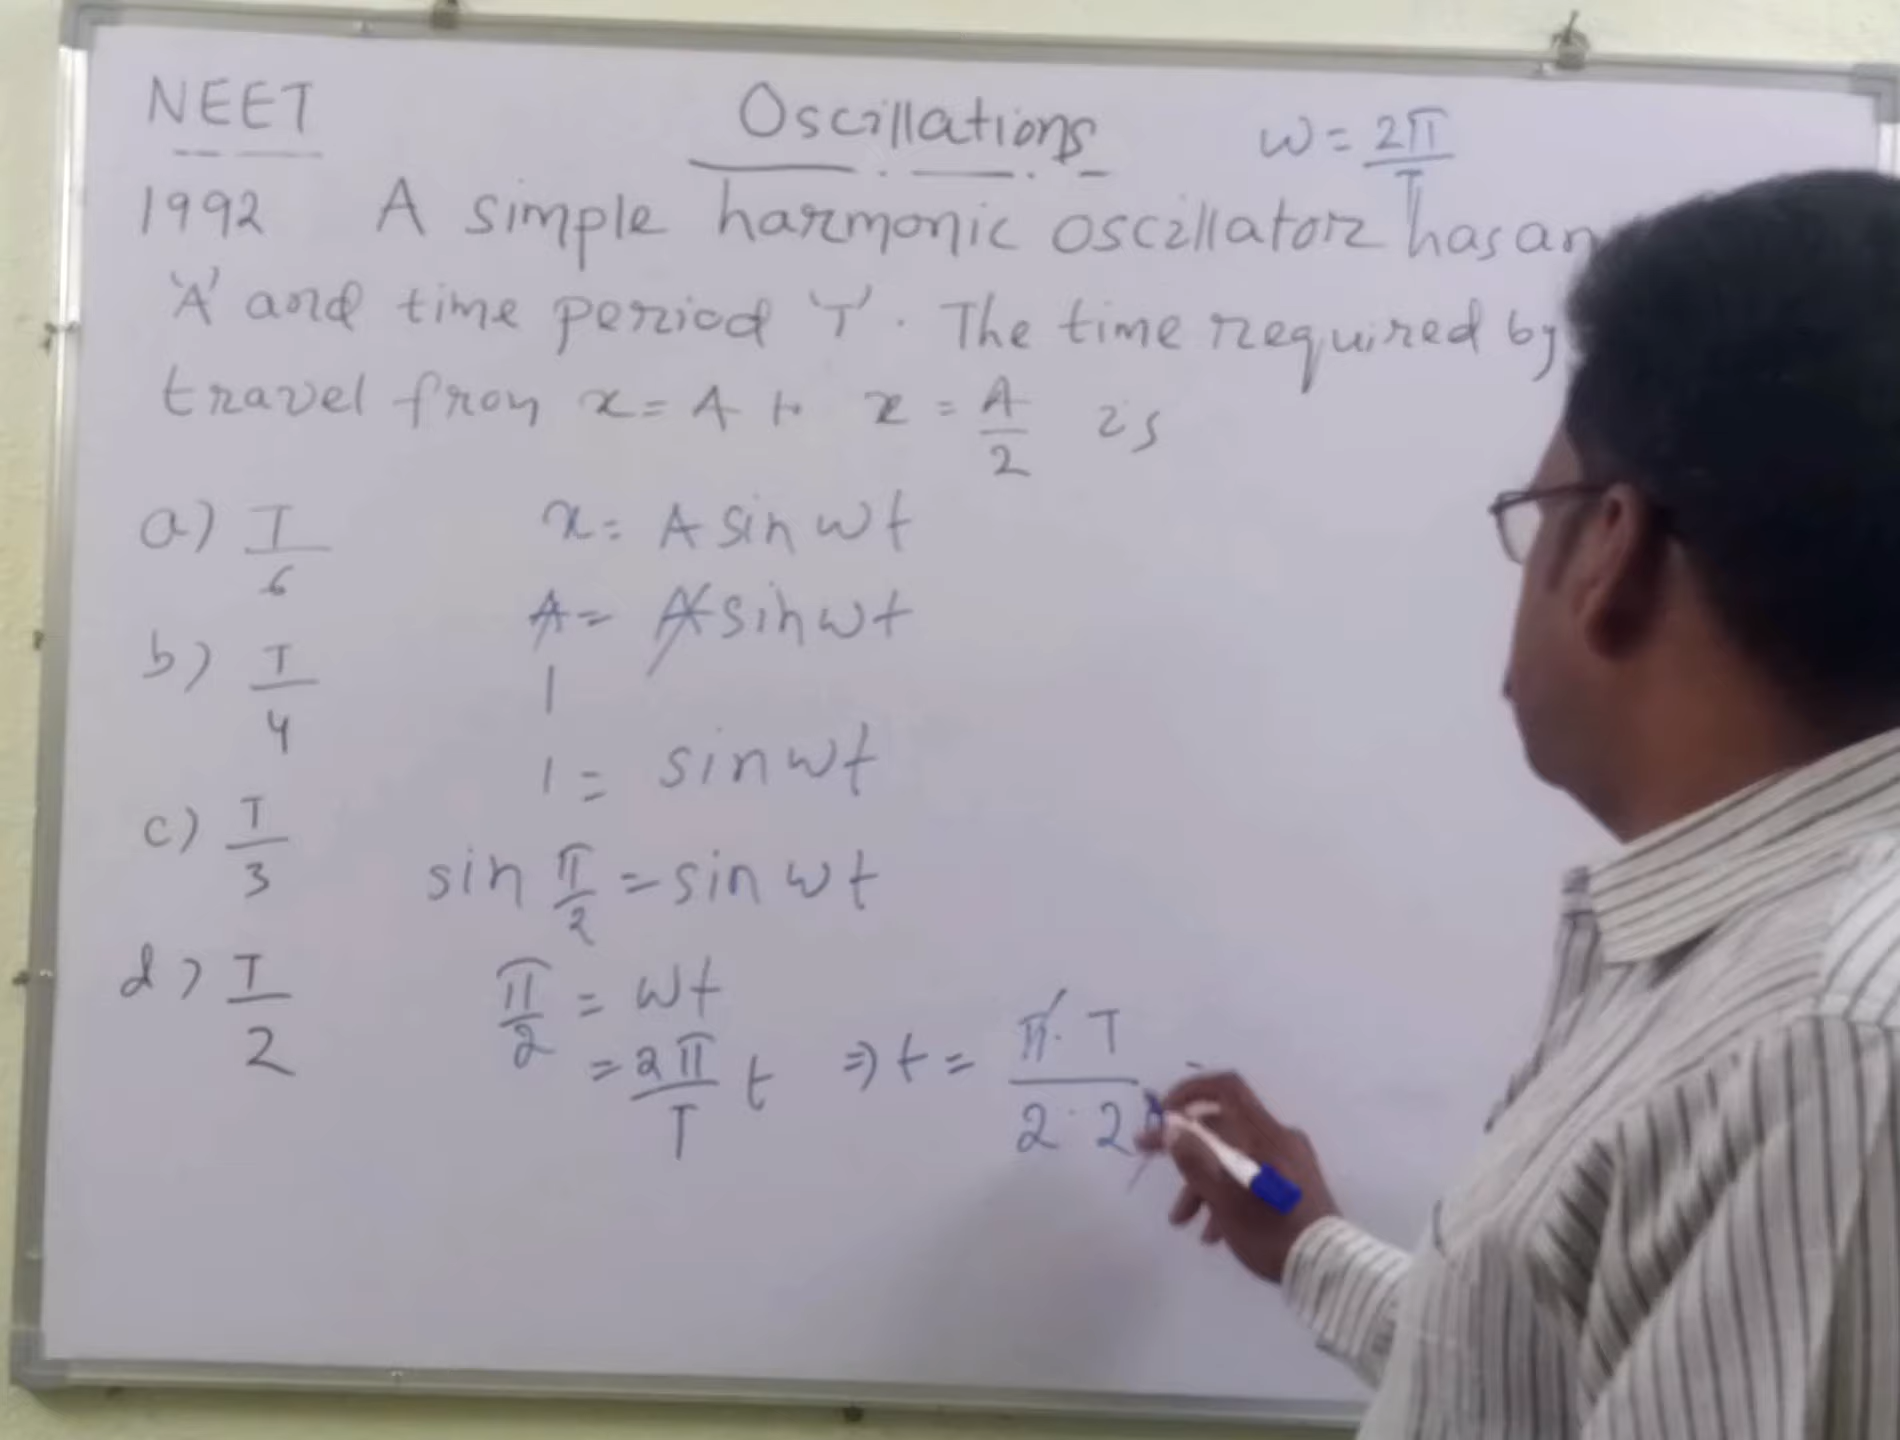 NEET
Oscillations
ω = 2π/T
1992 A simple harmonic oscillator has an
'A' and time period 'T'. The time required by
travel from x = A to x = A/2 is
a) T/6
b) T/4
c) T/3
d) T/2
x = A sin ωt
A = A sin ωt
1
1 = sin ωt
sin π/2 = sin ωt
π/2 = ωt
= 2π/T t ⇒ t = π·T/2·2π =